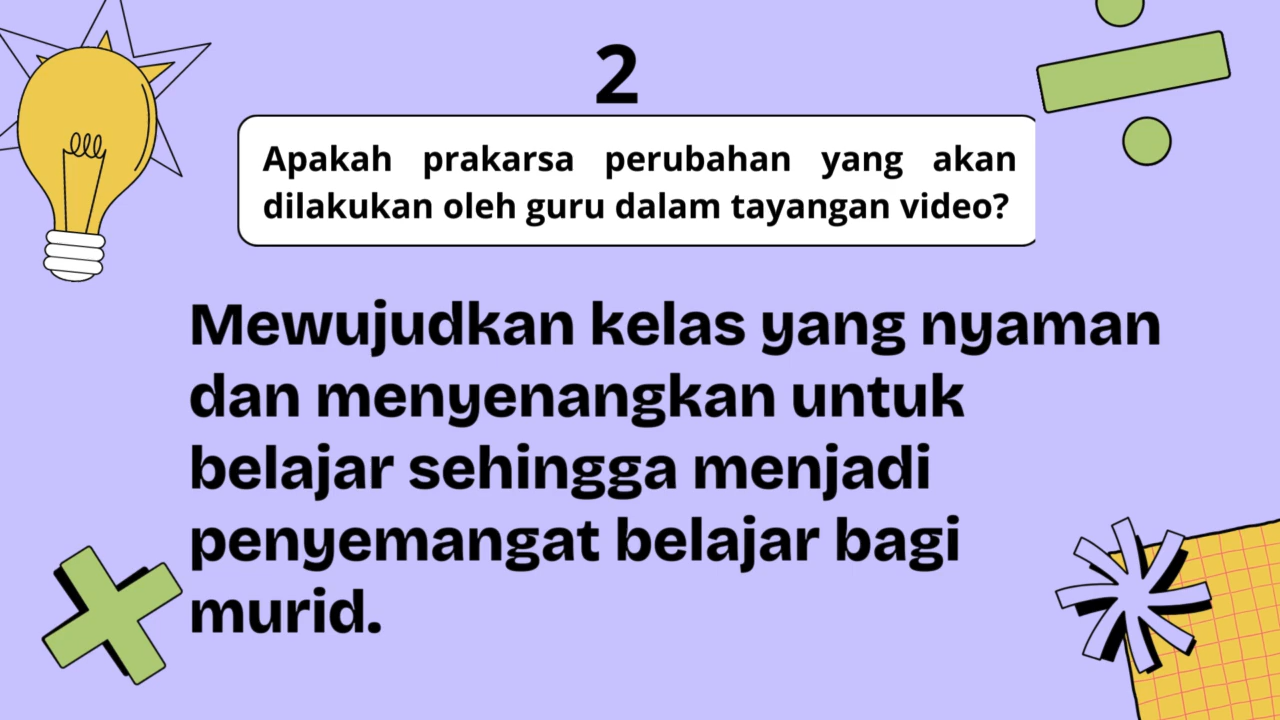 2
Apakah prakarsa perubahan yang akan
dilakukan oleh guru dalam tayangan video?
Mewujudkan kelas yang nyaman
dan menyenangkan untuk
belajar sehingga menjadi
penyemangat belajar bagi
murid.